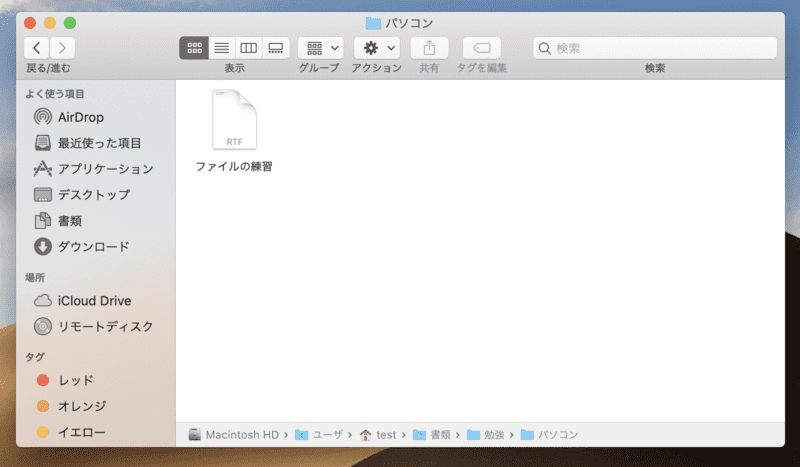 パソコン
戻る/進む
表示
グループ
アクション
共有
タグを編集
検索
検索
よく使う項目
AirDrop
最近使った項目
アプリケーション
デスクトップ
書類
ダウンロード
場所
iCloud Drive
リモートディスク
タグ
レッド
オレンジ
イエロー
RTF
ファイルの練習
Macintosh HD › ユーザ › test › 書類 › 勉強 › パソコン